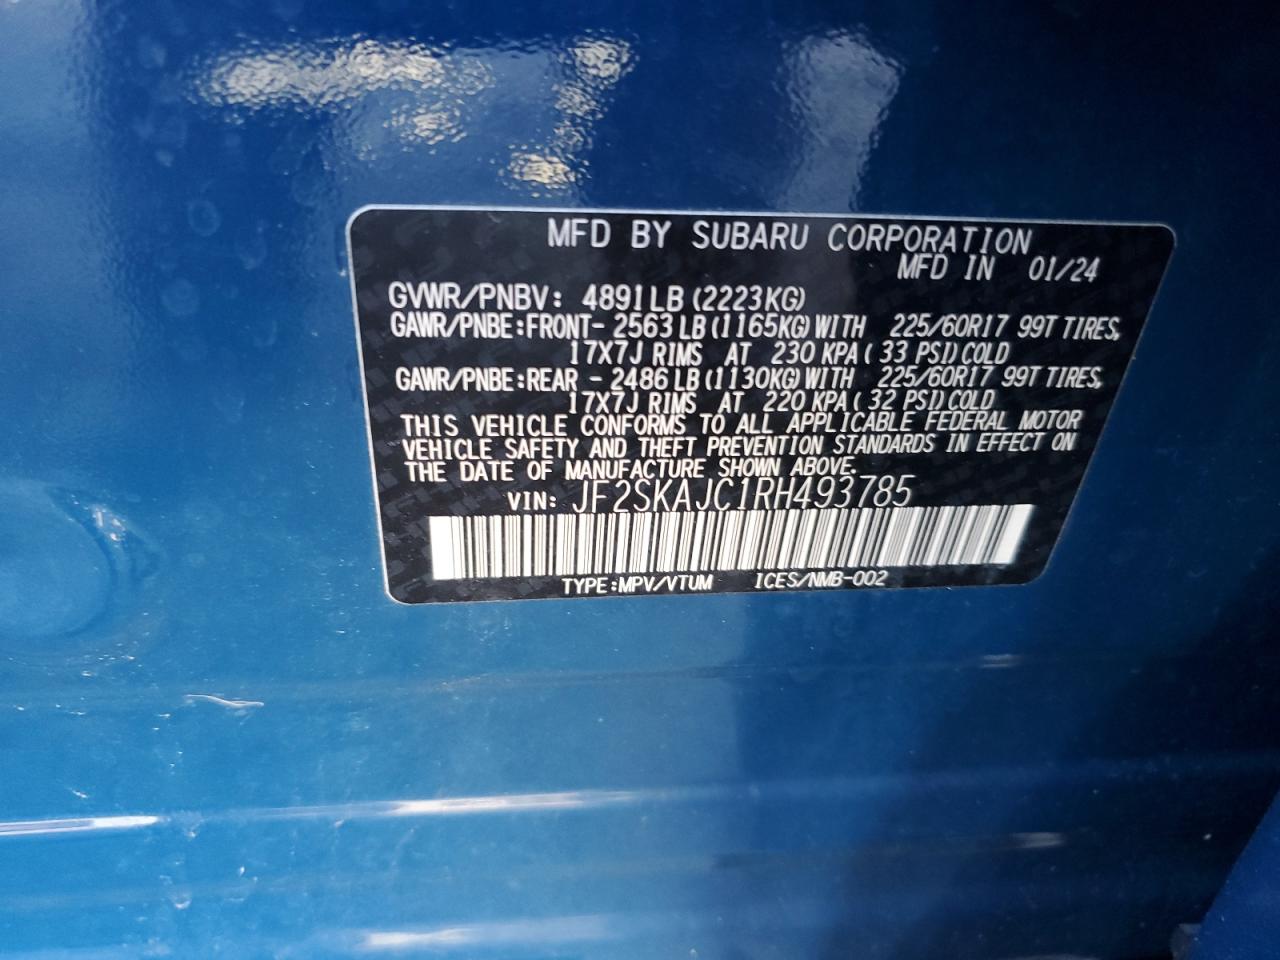 MFD BY SUBARU CORPORATION
MFD IN 01/24
GVWR/PNBV: 4891LB (2223KG)
GAWR/PNBE:FRONT- 2563 LB (1165KG) WITH 225/60R17 99T TIRES,
17X7J RIMS AT 230 KPA ( 33 PSI) COLD
GAWR/PNBE:REAR - 2486 LB (1130KG) WITH 225/60R17 99T TIRES,
17X7J RIMS AT 220 KPA ( 32 PSI) COLD
THIS VEHICLE CONFORMS TO ALL APPLICABLE FEDERAL MOTOR
VEHICLE SAFETY AND THEFT PREVENTION STANDARDS IN EFFECT ON
THE DATE OF MANUFACTURE SHOWN ABOVE.
VIN: JF2SKAJC1RH493785
TYPE:MPV/VTUM ICES/NMB-002